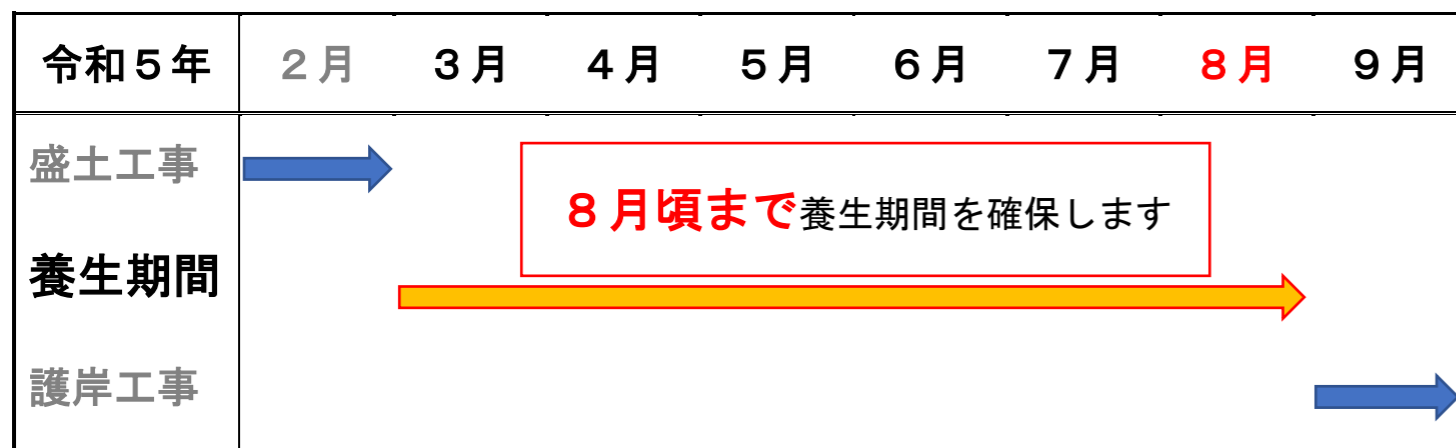 令和５年 ２月 ３月 ４月 ５月 ６月 ７月 ８月 ９月
盛土工事
８月頃まで養生期間を確保します
養生期間
護岸工事